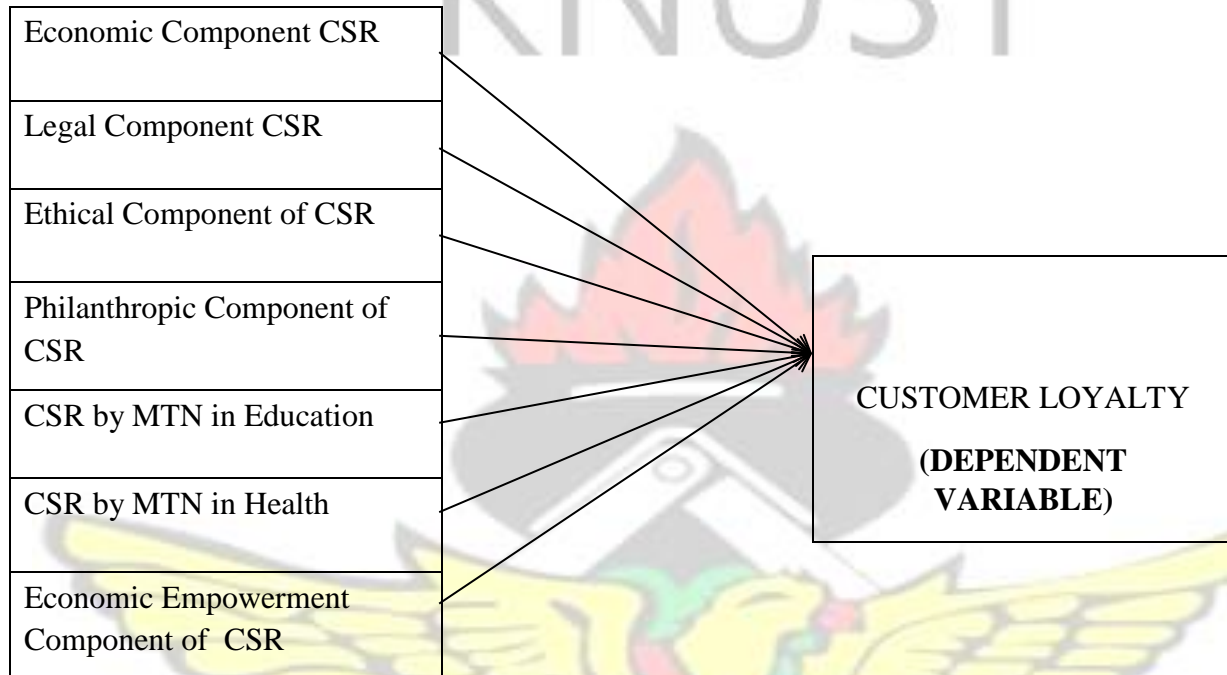 KNUST
Economic Component CSR
Legal Component CSR
Ethical Component of CSR
Philanthropic Component of
CSR
CSR by MTN in Education
CSR by MTN in Health
Economic Empowerment
Component of CSR
CUSTOMER LOYALTY
(DEPENDENT
VARIABLE)